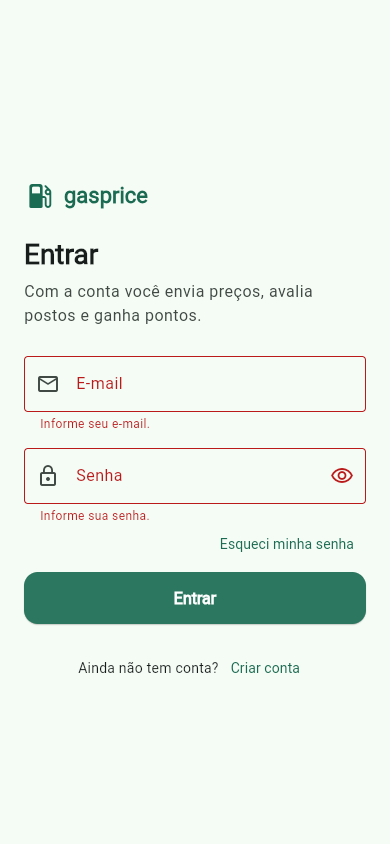 gasprice
Entrar
Com a conta você envia preços, avalia
postos e ganha pontos.
E-mail
Informe seu e-mail.
Senha
Informe sua senha.
Esqueci minha senha
Entrar
Ainda não tem conta? Criar conta